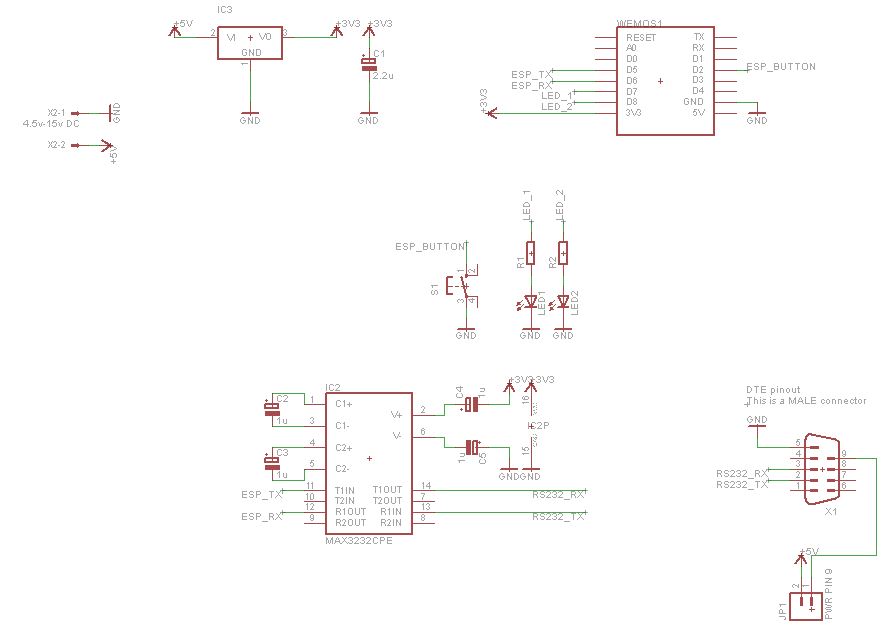 IC3
+5V
2
VI
VO
3
+3V3
+3V3
GND
1
C1
2.2u
GND
GND
X2-1
GND
4.5v-15v DC
X2-2
+5V
WEMOS1
RESET
TX
A0
RX
D0
D1
ESP_TX
D5
D2
ESP_BUTTON
ESP_RX
D6
D3
LED_1
D7
D4
LED_2
D8
GND
+3V3
3V3
5V
GND
LED_1
LED_2
ESP_BUTTON
R1
R2
1
2
S1
3
4
LED1
LED2
GND
GND
GND
IC2
C2
1u
1
C1+
3
C1-
4
C2+
C3
1u
5
C2-
V+
2
V-
6
C4
1u
+3V3
+3V3
16
IC2P
15
1u
C5
GND
GND
ESP_TX
11
T1IN
T1OUT
14
RS232_RX
10
T2IN
T2OUT
7
ESP_RX
12
R1OUT
R1IN
13
RS232_TX
9
R2OUT
R2IN
8
MAX3232CPE
DTE pinout
This is a MALE connector
GND
5
9
4
8
RS232_RX
3
7
RS232_TX
2
6
1
X1
+5V
2
1
JP1
PWR PIN 9